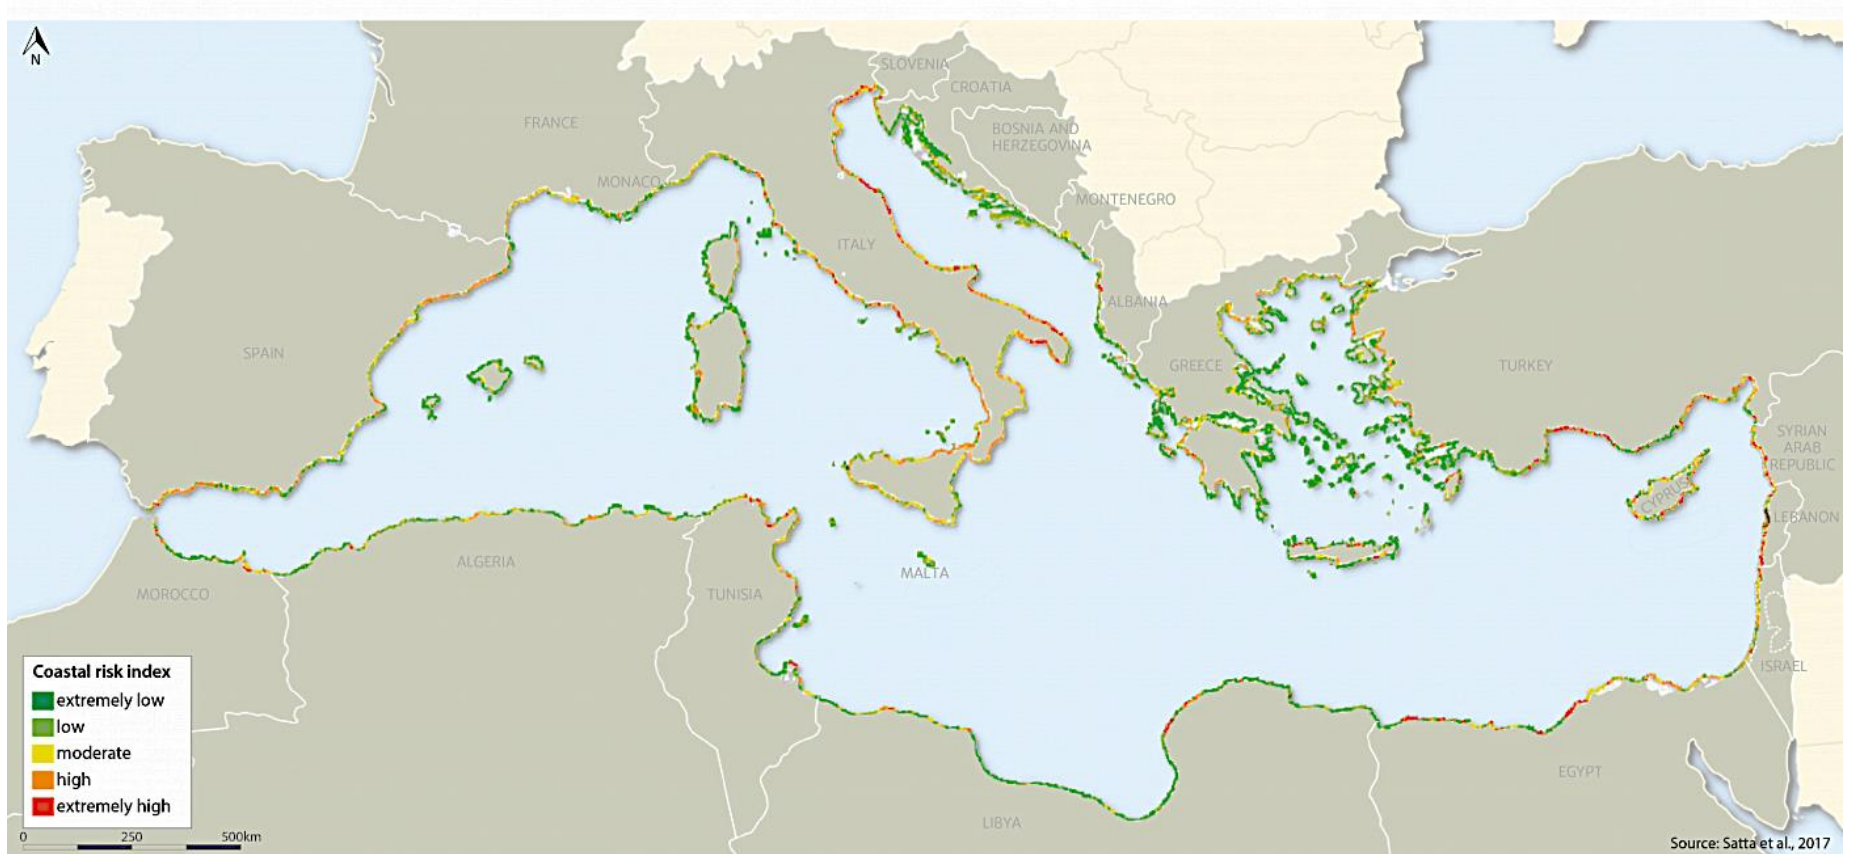 N
SLOVENIA
CROATIA
FRANCE
BOSNIA AND
HERZEGOVINA
MONACO
MONTENEGRO
ITALY
ALBANIA
SPAIN
GREECE
TURKEY
SYRIAN
ARAB
REPUBLIC
CYPRUS
LEBANON
ALGERIA
MALTA
MOROCCO
TUNISIA
ISRAEL
EGYPT
LIBYA
Coastal risk index
extremely low
low
moderate
high
extremely high
0 250 500km
Source: Satta et al., 2017